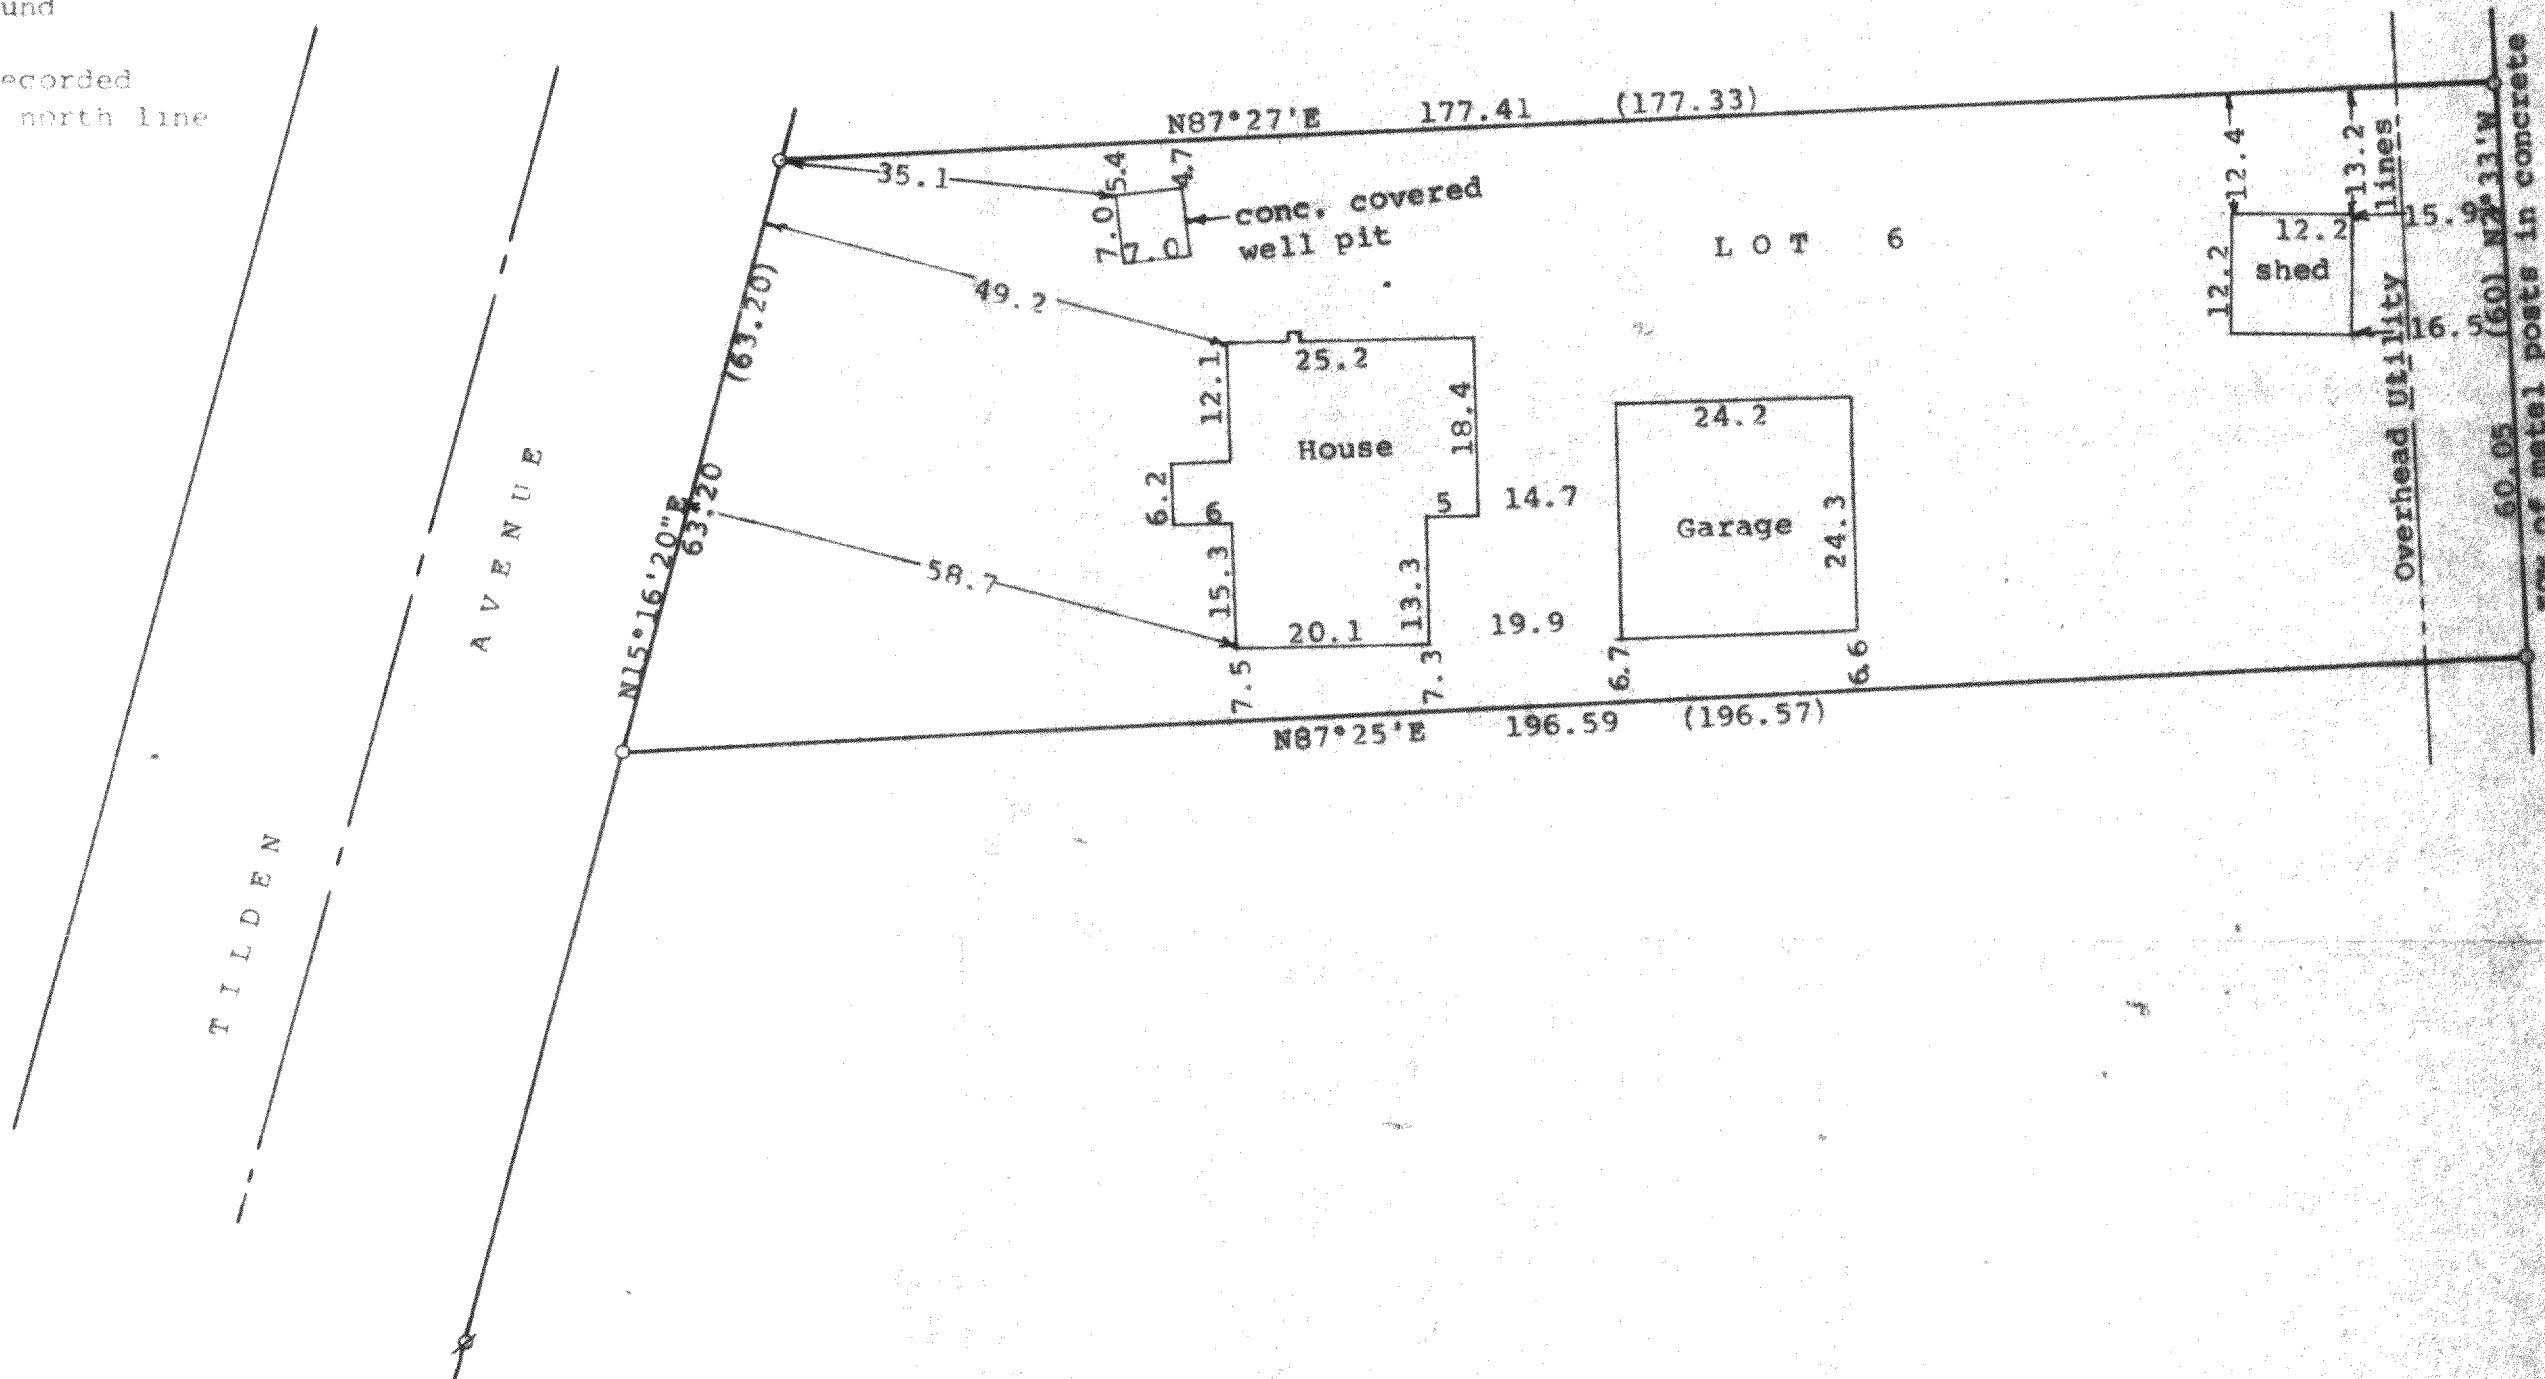 und
ecorded
north line
N87°27'E 177.41 (177.33)
35.1
5.4
4.7
7.0
7.0
conc. covered
well pit
49.2
(63.20)
LOT 6
12.4
13.2
lines
15.9
12.2
12.2
shed
16.5
(60) N2°33'W
60.05
metel posts in concrete
Overhead Utility
25.2
12.1
18.4
House
6.2
6
5
14.7
24.2
Garage
24.3
N15°16'20"E
63.20
58.7
15.3
13.3
20.1
19.9
7.5
7.3
6.7
6.6
N87°25'E 196.59 (196.57)
TILDEN AVENUE